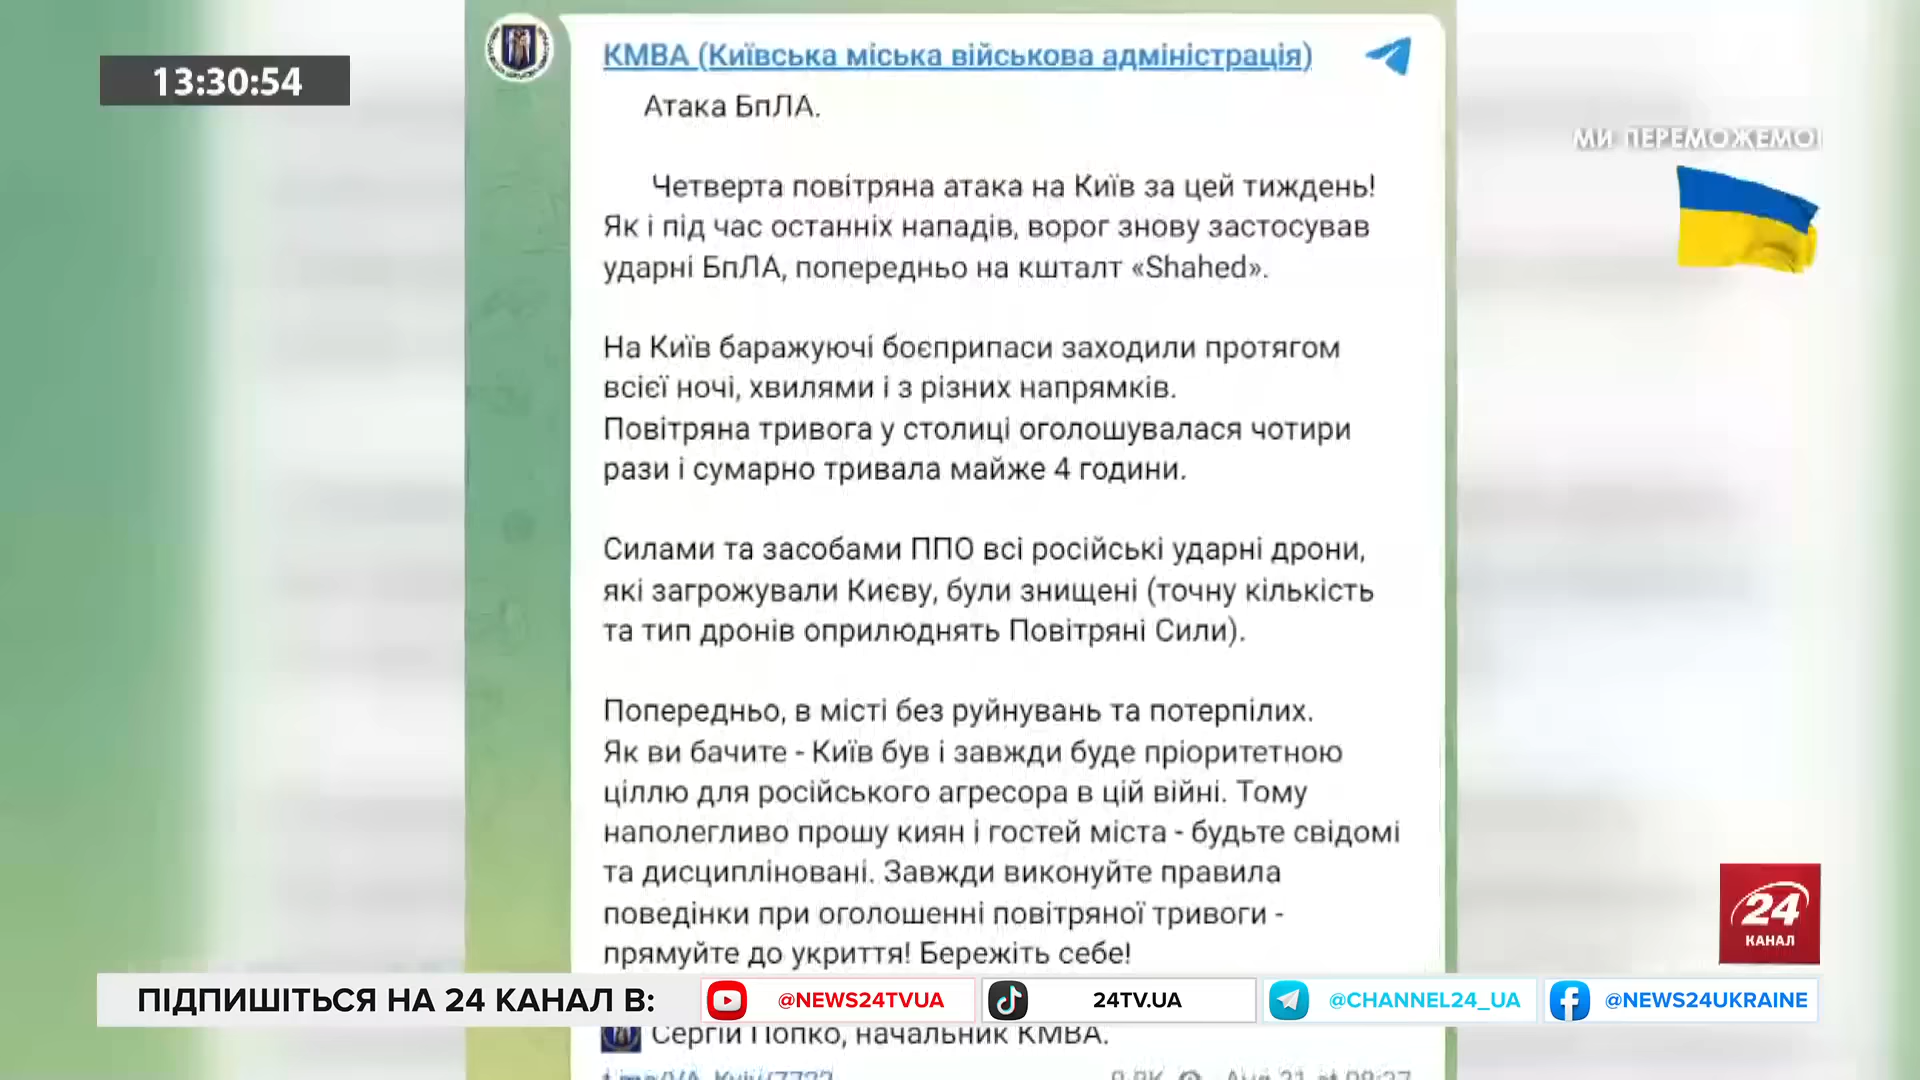 КМВА (Київська міська військова адміністрація)
13:30:54
Атака БпЛА.
МИ ПЕРЕМОЖЕМО!
Четверта повітряна атака на Київ за цей тиждень!
Як і під час останніх нападів, ворог знову застосував
ударні БпЛА, попередньо на кшталт «Shahed».
На Київ баражуючі боєприпаси заходили протягом
всієї ночі, хвилями і з різних напрямків.
Повітряна тривога у столиці оголошувалася чотири
рази і сумарно тривала майже 4 години.
Силами та засобами ППО всі російські ударні дрони,
які загрожували Києву, були знищені (точну кількість
та тип дронів оприлюднять Повітряні Сили).
Попередньо, в місті без руйнувань та потерпілих.
Як ви бачите - Київ був і завжди буде пріоритетною
ціллю для російського агресора в цій війні. Тому
наполегливо прошу киян і гостей міста - будьте свідомі
та дисципліновані. Завжди виконуйте правила
поведінки при оголошенні повітряної тривоги -
прямуйте до укриття! Бережіть себе!
24
КАНАЛ
ПІДПИШІТЬСЯ НА 24 КАНАЛ В: @NEWS24TVUA 24TV.UA @CHANNEL24_UA @NEWS24UKRAINE
Сергій Попко, начальник КМВА.